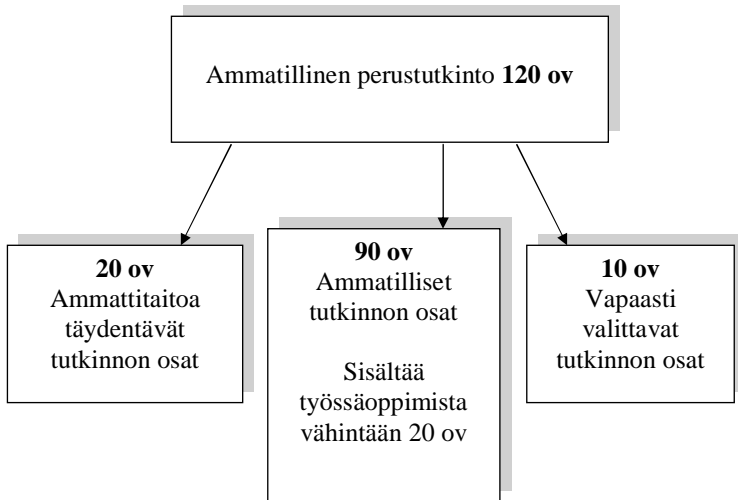 Ammatillinen perustutkinto 120 ov
20 ov
Ammattitaitoa
täydentävät
tutkinnon osat
90 ov
Ammatilliset
tutkinnon osat
Sisältää
työssäoppimista
vähintään 20 ov
10 ov
Vapaasti
valittavat
tutkinnon osat